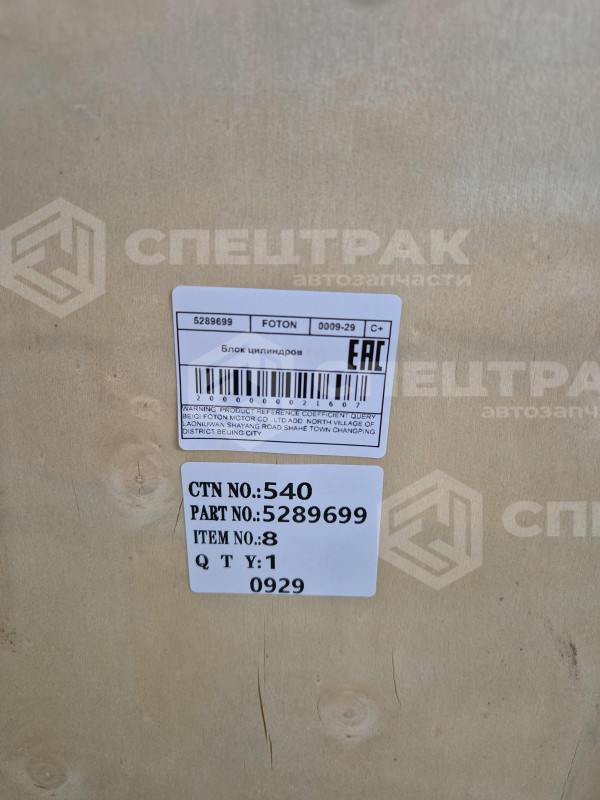 СПЕЦТРАК
автозапчасти
5289699 FOTON 0009-29 C+
Блок цилиндров EAC
2000000021607
WARNING: PRODUCT REFERENCE COEFFICIENT QUERY
BEIQI FOTON MOTOR CO., LTD ADD: NORTH VILLAGE OF
LAONIUWAN SHAYANG ROAD SHAHE TOWN CHANGPING
DISTRICT BEIJING CITY
СПЕЦТРАК
автозапчасти
CTN NO.:540
PART NO.:5289699
ITEM NO.:8
Q T Y:1
0929
СПЕЦ
автозап